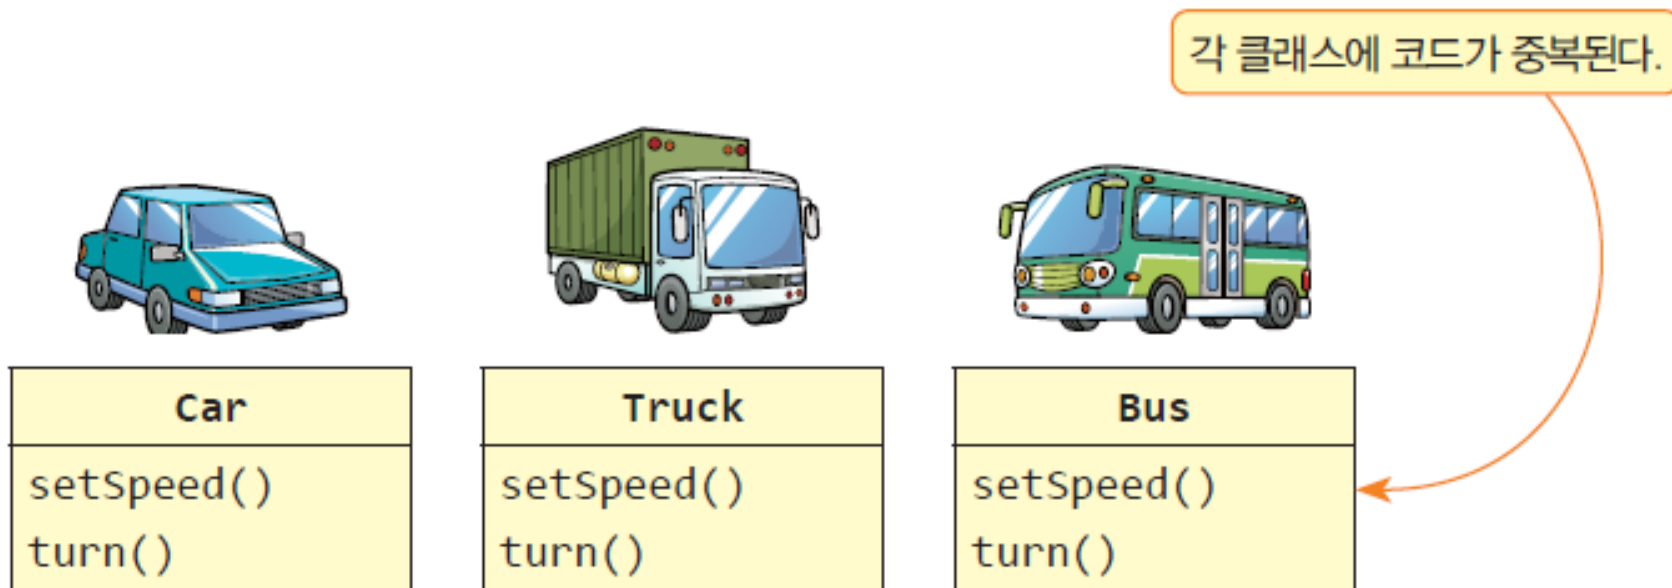 각 클래스에 코드가 중복된다.
Car
setSpeed()
turn()
Truck
setSpeed()
turn()
Bus
setSpeed()
turn()